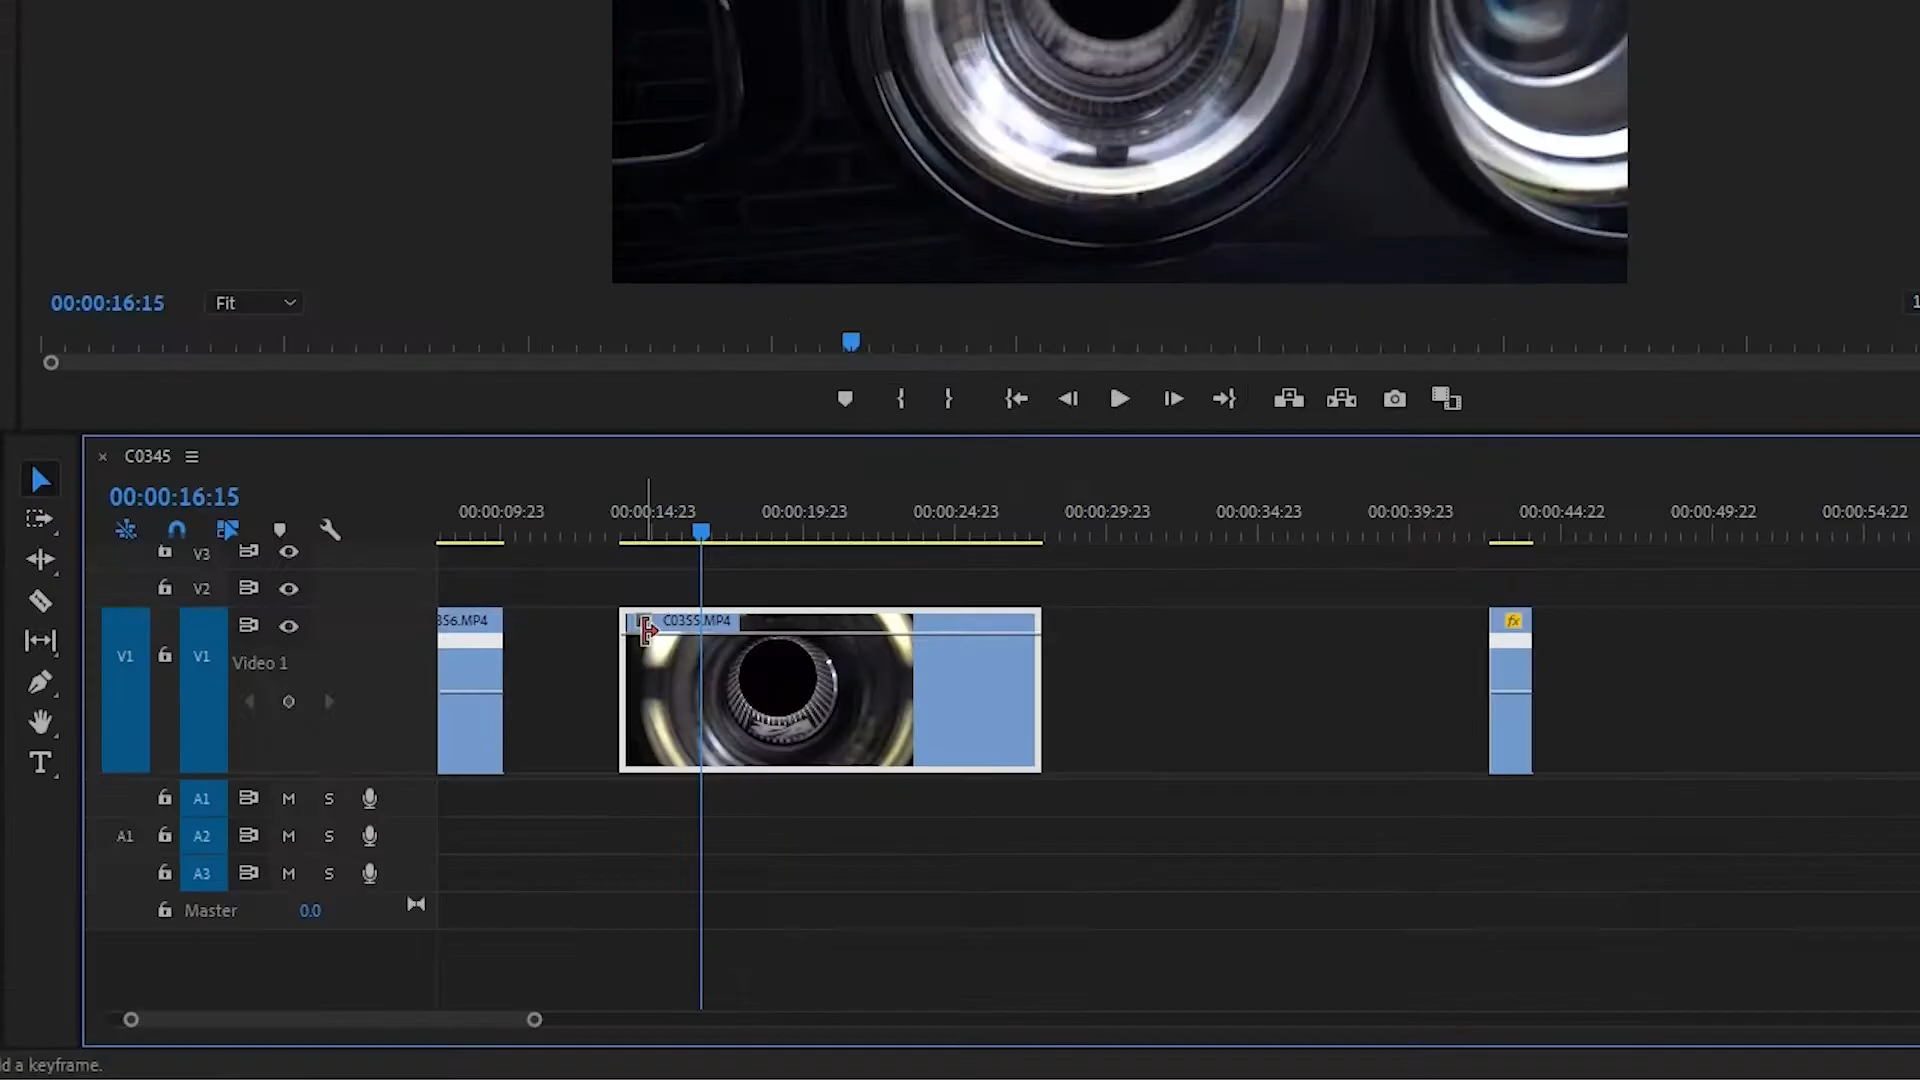 00:00:16:15 Fit 1
× C0345
00:00:16:15
00:00:09:23 00:00:14:23 00:00:19:23 00:00:24:23 00:00:29:23 00:00:34:23 00:00:39:23 00:00:44:22 00:00:49:22 00:00:54:22
V3
V2
356.MP4 C0355.MP4 fx
V1 V1 Video 1
A1 M S
A1 A2 M S
A3 M S
Master 0.0
T
d a keyframe.